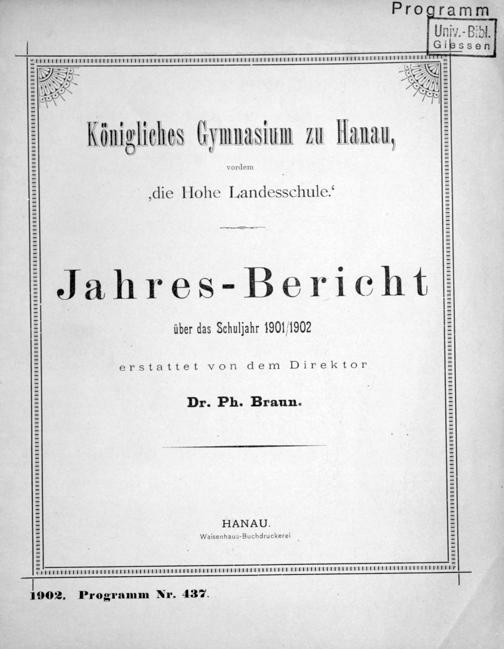 Programm
Univ.-Bibl.
Giessen
Königliches Gymnasium zu Hanau,
vordem
‚die Hohe Landesschule.‘
Jahres-Bericht
über das Schuljahr 1901/1902
erstattet von dem Direktor
Dr. Ph. Braun.
HANAU.
Waisenhaus-Buchdruckerei
1902. Programm Nr. 437.